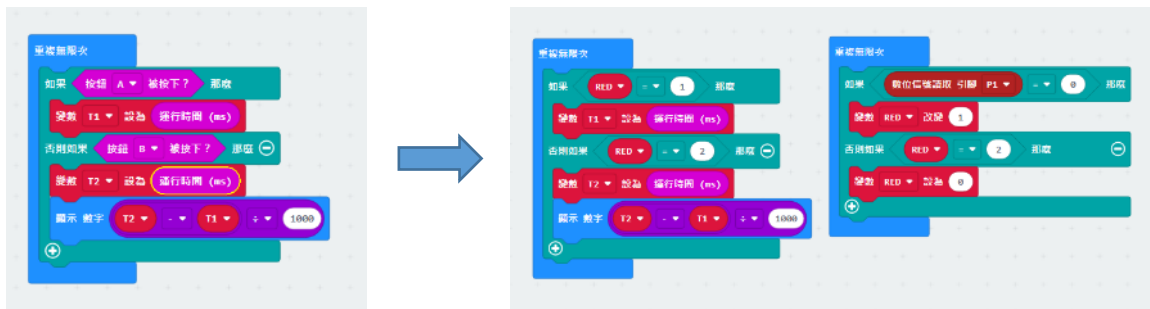 重複無限次
如果 按鈕 A 被按下? 那麼
變數 T1 設為 運行時間 (ms)
否則如果 按鈕 B 被按下? 那麼
變數 T2 設為 運行時間 (ms)
顯示 數字 T2 - T1 ÷ 1000
重複無限次
如果 RED = 1 那麼
變數 T1 設為 運行時間 (ms)
否則如果 RED = 2 那麼
變數 T2 設為 運行時間 (ms)
顯示 數字 T2 - T1 ÷ 1000
重複無限次
如果 數位信號讀取 引腳 P1 = 0 那麼
變數 RED 改變 1
否則如果 RED = 2 那麼
變數 RED 設為 0